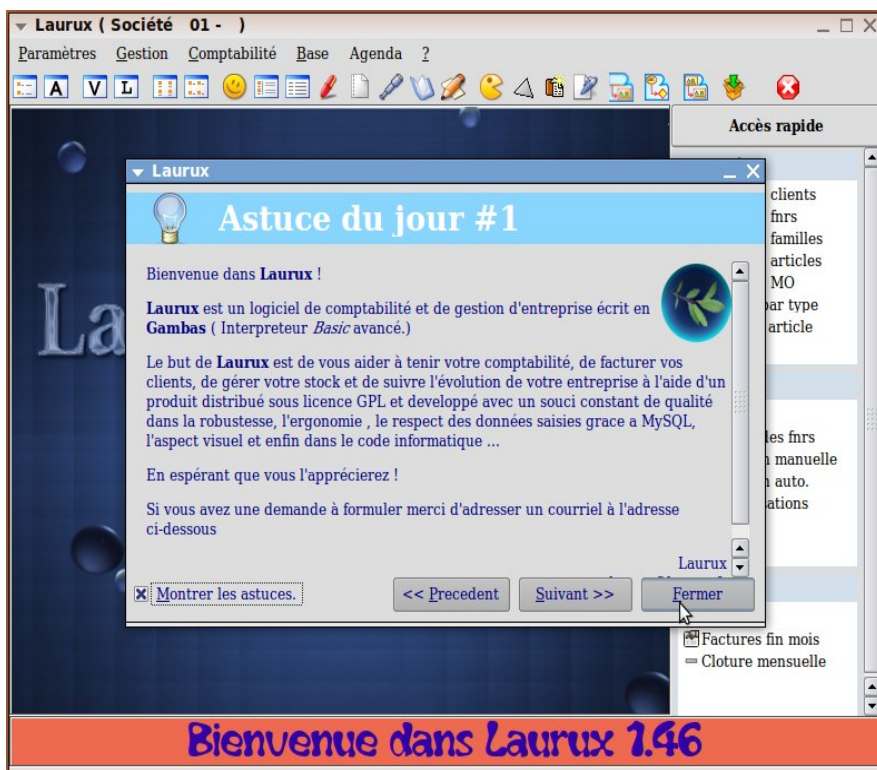 Laurux ( Société 01 - )
Paramètres Gestion Comptabilité Base Agenda ?
A V L
Accès rapide
Laurux
Astuce du jour #1
Bienvenue dans Laurux !
Laurux est un logiciel de comptabilité et de gestion d'entreprise écrit en
Gambas ( Interpreteur Basic avancé.)
Le but de Laurux est de vous aider à tenir votre comptabilité, de facturer vos
clients, de gérer votre stock et de suivre l'évolution de votre entreprise à l'aide d'un
produit distribué sous licence GPL et developpé avec un souci constant de qualité
dans la robustesse, l'ergonomie , le respect des données saisies grace a MySQL,
l'aspect visuel et enfin dans le code informatique ...
En espérant que vous l'apprécierez !
Si vous avez une demande à formuler merci d'adresser un courriel à l'adresse
ci-dessous
Laurux
Montrer les astuces.
<< Precedent
Suivant >>
Fermer
La
clients
fnrs
familles
articles
MO
par type
article
des fnrs
manuelle
auto.
Factures fin mois
Cloture mensuelle
Bienvenue dans Laurux 1.46